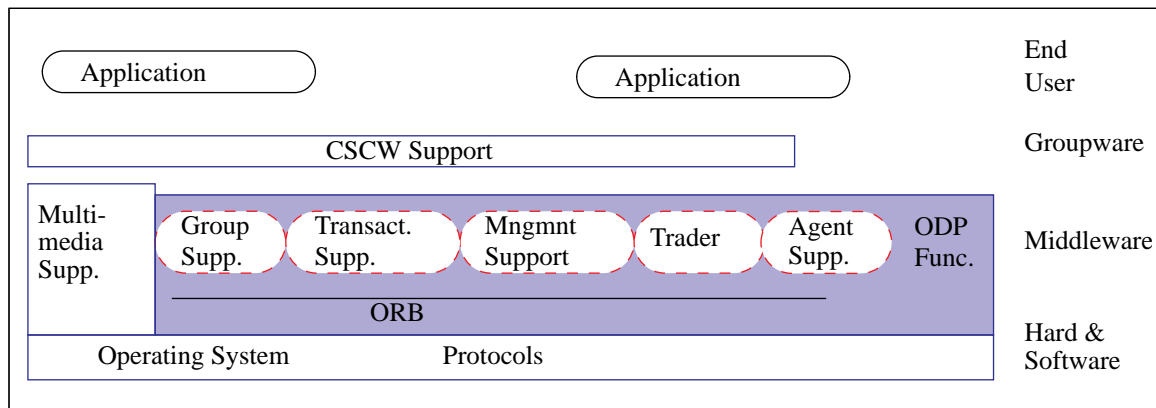 Application
Application
End
User
CSCW Support
Groupware
Multi-
media
Supp.
Group
Supp.
Transact.
Supp.
Mngmnt
Support
Trader
Agent
Supp.
ODP
Func.
Middleware
ORB
Operating System
Protocols
Hard &
Software